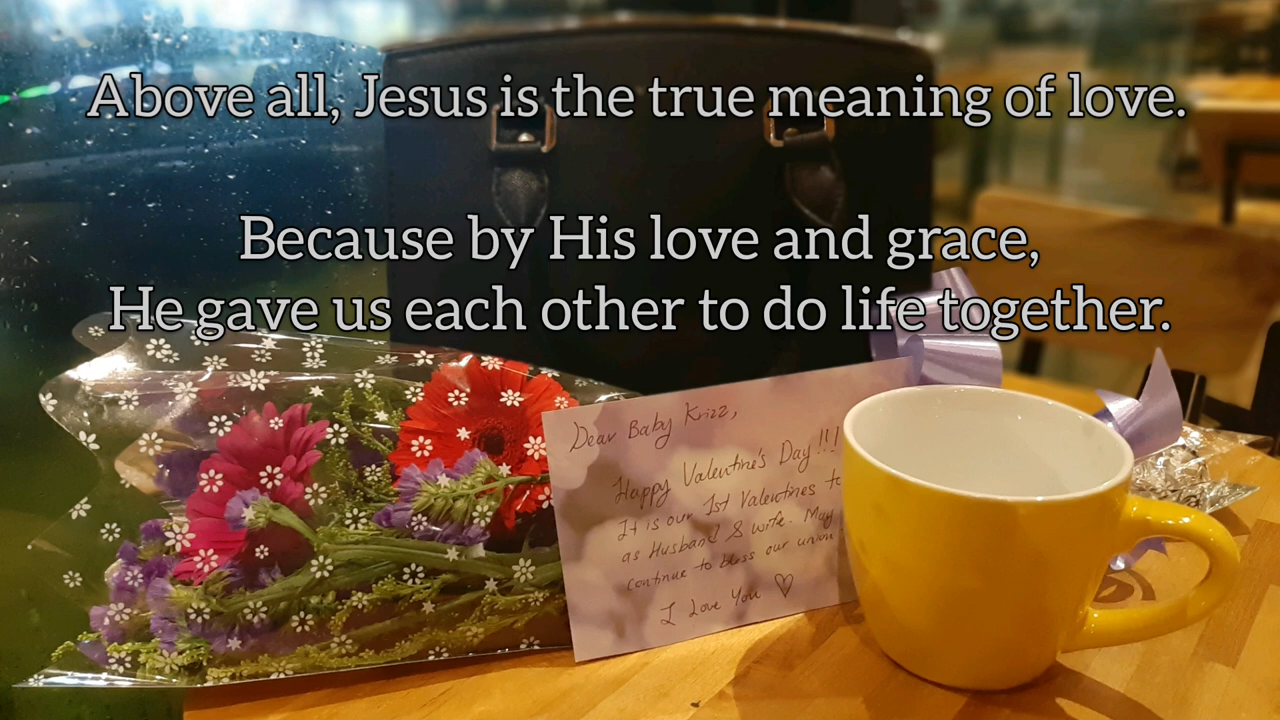 Above all, Jesus is the true meaning of love.
Because by His love and grace,
He gave us each other to do life together.
Dear Baby Krizz,
Happy Valentine's Day!!!
It is our 1st Valentines
as Husband & wife. May
continue to bless our union
I Love You ♡